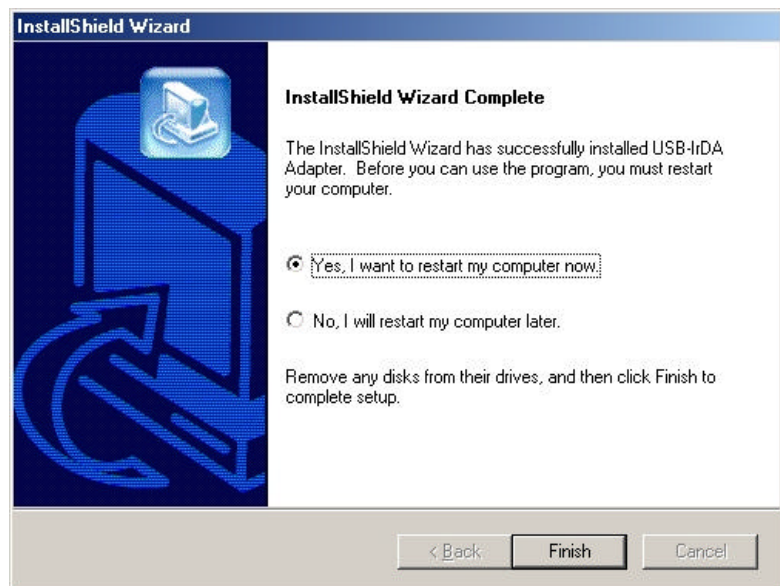 InstallShield Wizard
InstallShield Wizard Complete
The InstallShield Wizard has successfully installed USB-IrDA
Adapter. Before you can use the program, you must restart
your computer.
Yes, I want to restart my computer now.
No, I will restart my computer later.
Remove any disks from their drives, and then click Finish to
complete setup.
< Back
Finish
Cancel